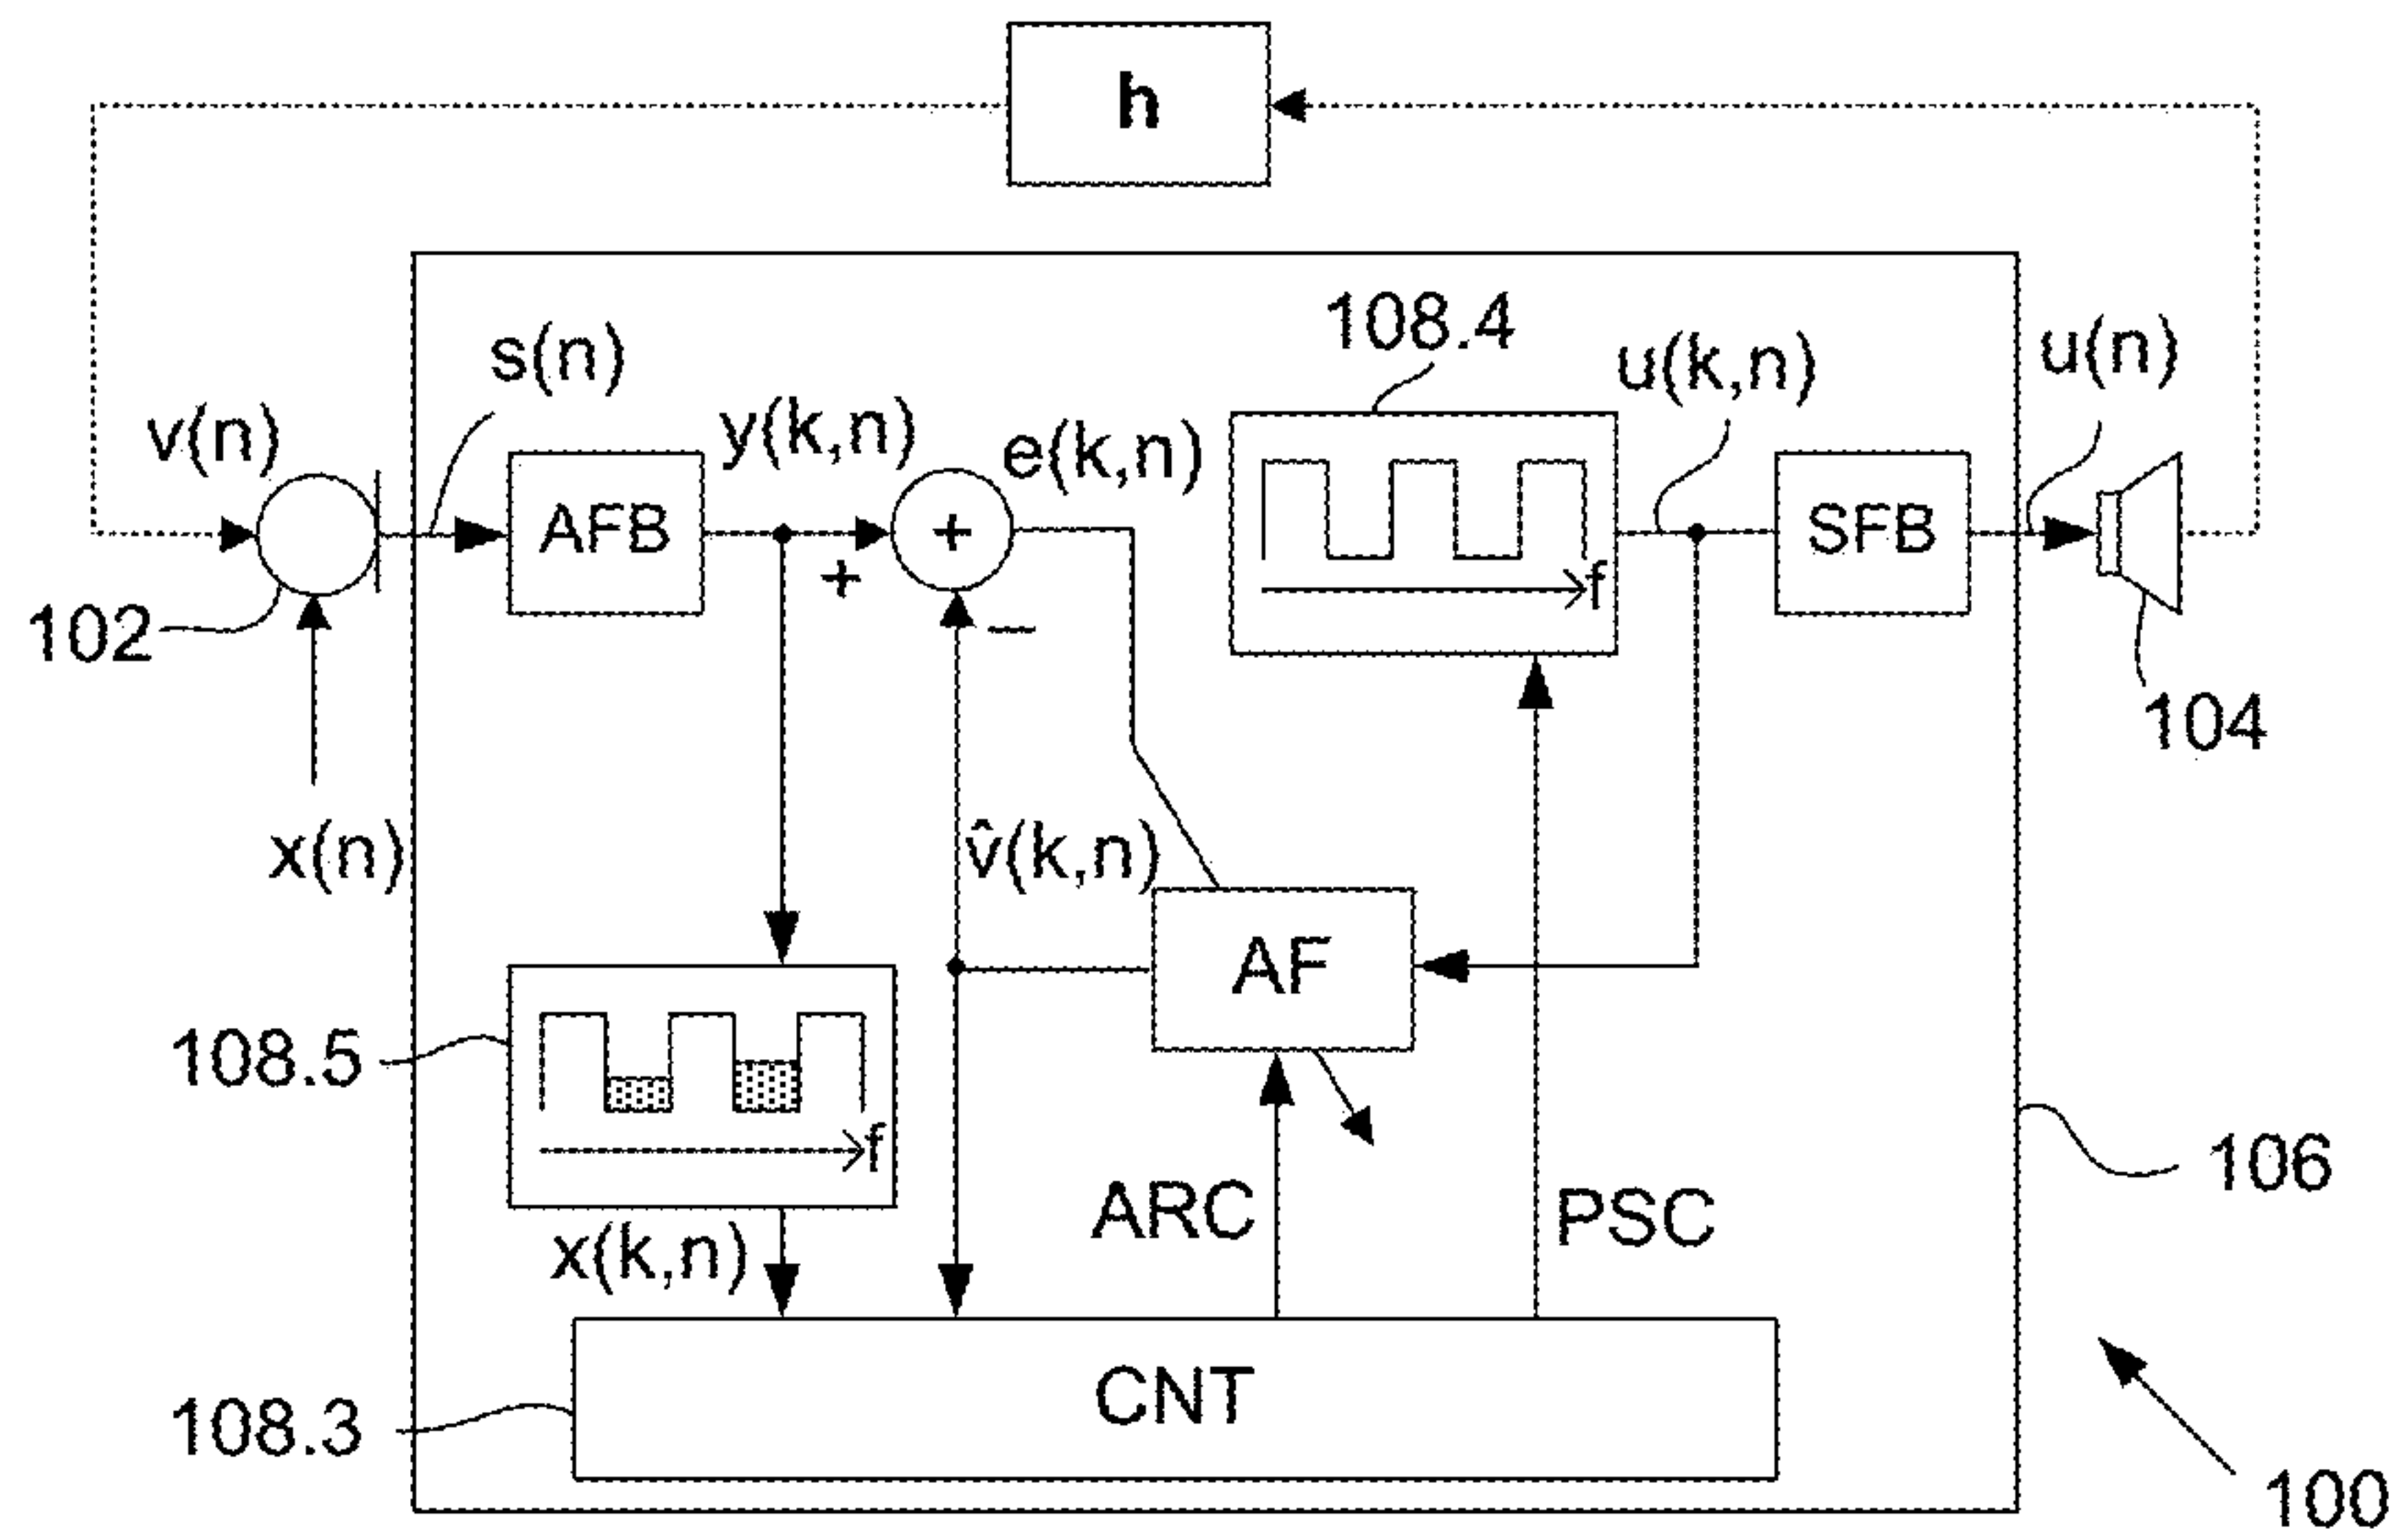 h
108.4
s(n)
u(k,n)
u(n)
v(n)
y(k,n)
e(k,n)
AFB
+
+
−
f
SFB
102
104
x(n)
v̂(k,n)
AF
108.5
f
106
ARC
PSC
x(k,n)
CNT
108.3
100